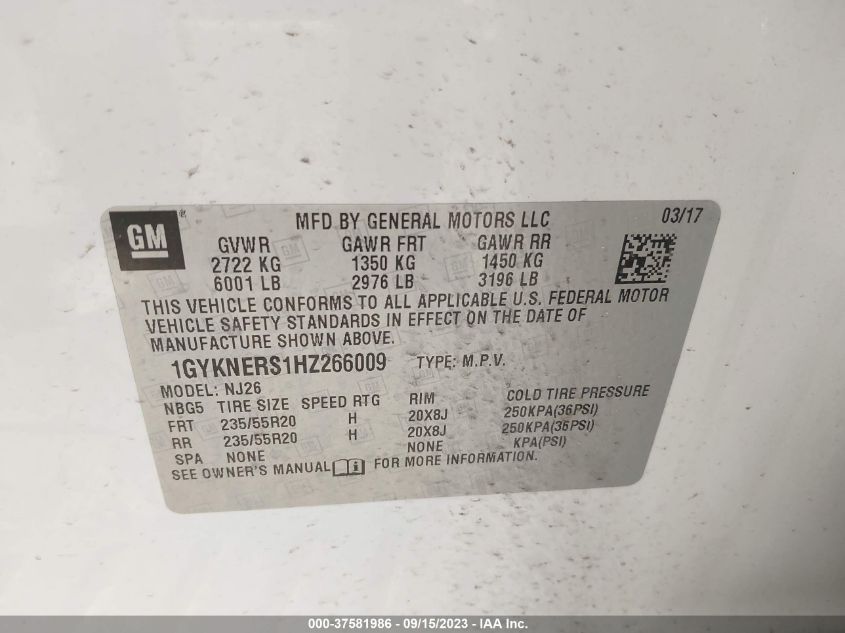 GM ® MFD BY GENERAL MOTORS LLC 03/17
GVWR GAWR FRT GAWR RR
2722 KG 1350 KG 1450 KG
6001 LB 2976 LB 3196 LB
THIS VEHICLE CONFORMS TO ALL APPLICABLE U.S. FEDERAL MOTOR
VEHICLE SAFETY STANDARDS IN EFFECT ON THE DATE OF
MANUFACTURE SHOWN ABOVE.
1GYKNERS1HZ266009 TYPE: M.P.V.
MODEL: NJ26
NBG5 TIRE SIZE SPEED RTG RIM COLD TIRE PRESSURE
FRT 235/55R20 H 20X8J 250KPA(36PSI)
RR 235/55R20 H 20X8J 250KPA(36PSI)
SPA NONE NONE KPA(PSI)
SEE OWNER'S MANUAL FOR MORE INFORMATION.
000-37581986 - 09/15/2023 - IAA Inc.